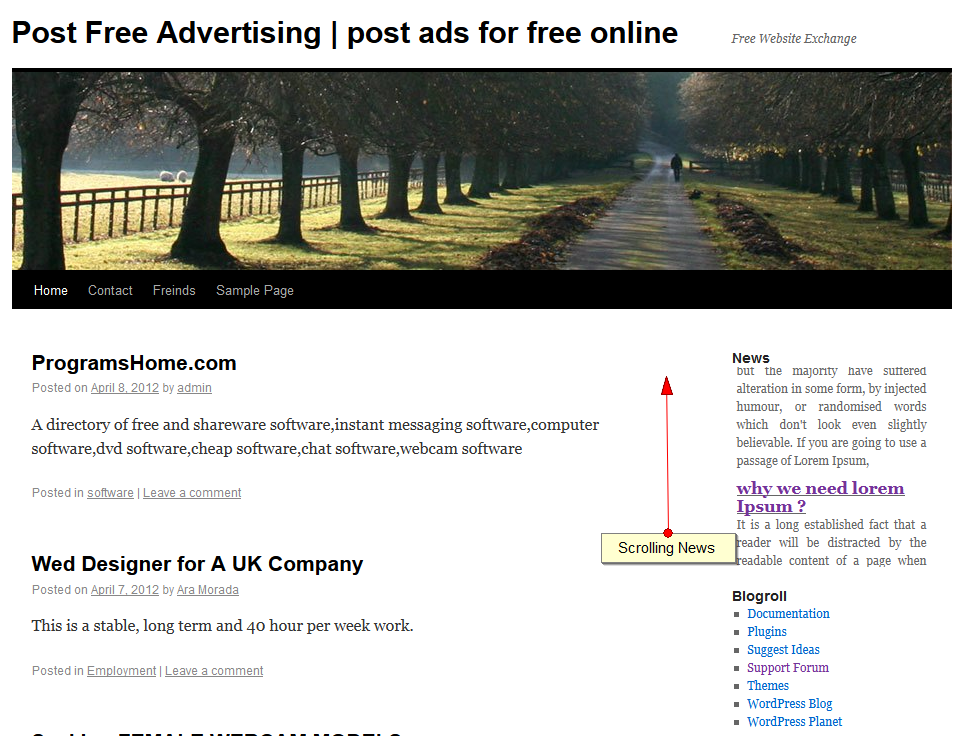 Post Free Advertising | post ads for free online
Free Website Exchange
Home Contact Freinds Sample Page
ProgramsHome.com
Posted on April 8, 2012 by admin
A directory of free and shareware software,instant messaging software,computer
software,dvd software,cheap software,chat software,webcam software
Posted in software | Leave a comment
Wed Designer for A UK Company
Posted on April 7, 2012 by Ara Morada
This is a stable, long term and 40 hour per week work.
Posted in Employment | Leave a comment
FEMALE WEBCAM MODELS
Scrolling News
News
but the majority have suffered
alteration in some form, by injected
humour, or randomised words
which don't look even slightly
believable. If you are going to use a
passage of Lorem Ipsum,
why we need lorem
Ipsum ?
It is a long established fact that a
reader will be distracted by the
readable content of a page when
Blogroll
Documentation
Plugins
Suggest Ideas
Support Forum
Themes
WordPress Blog
WordPress Planet